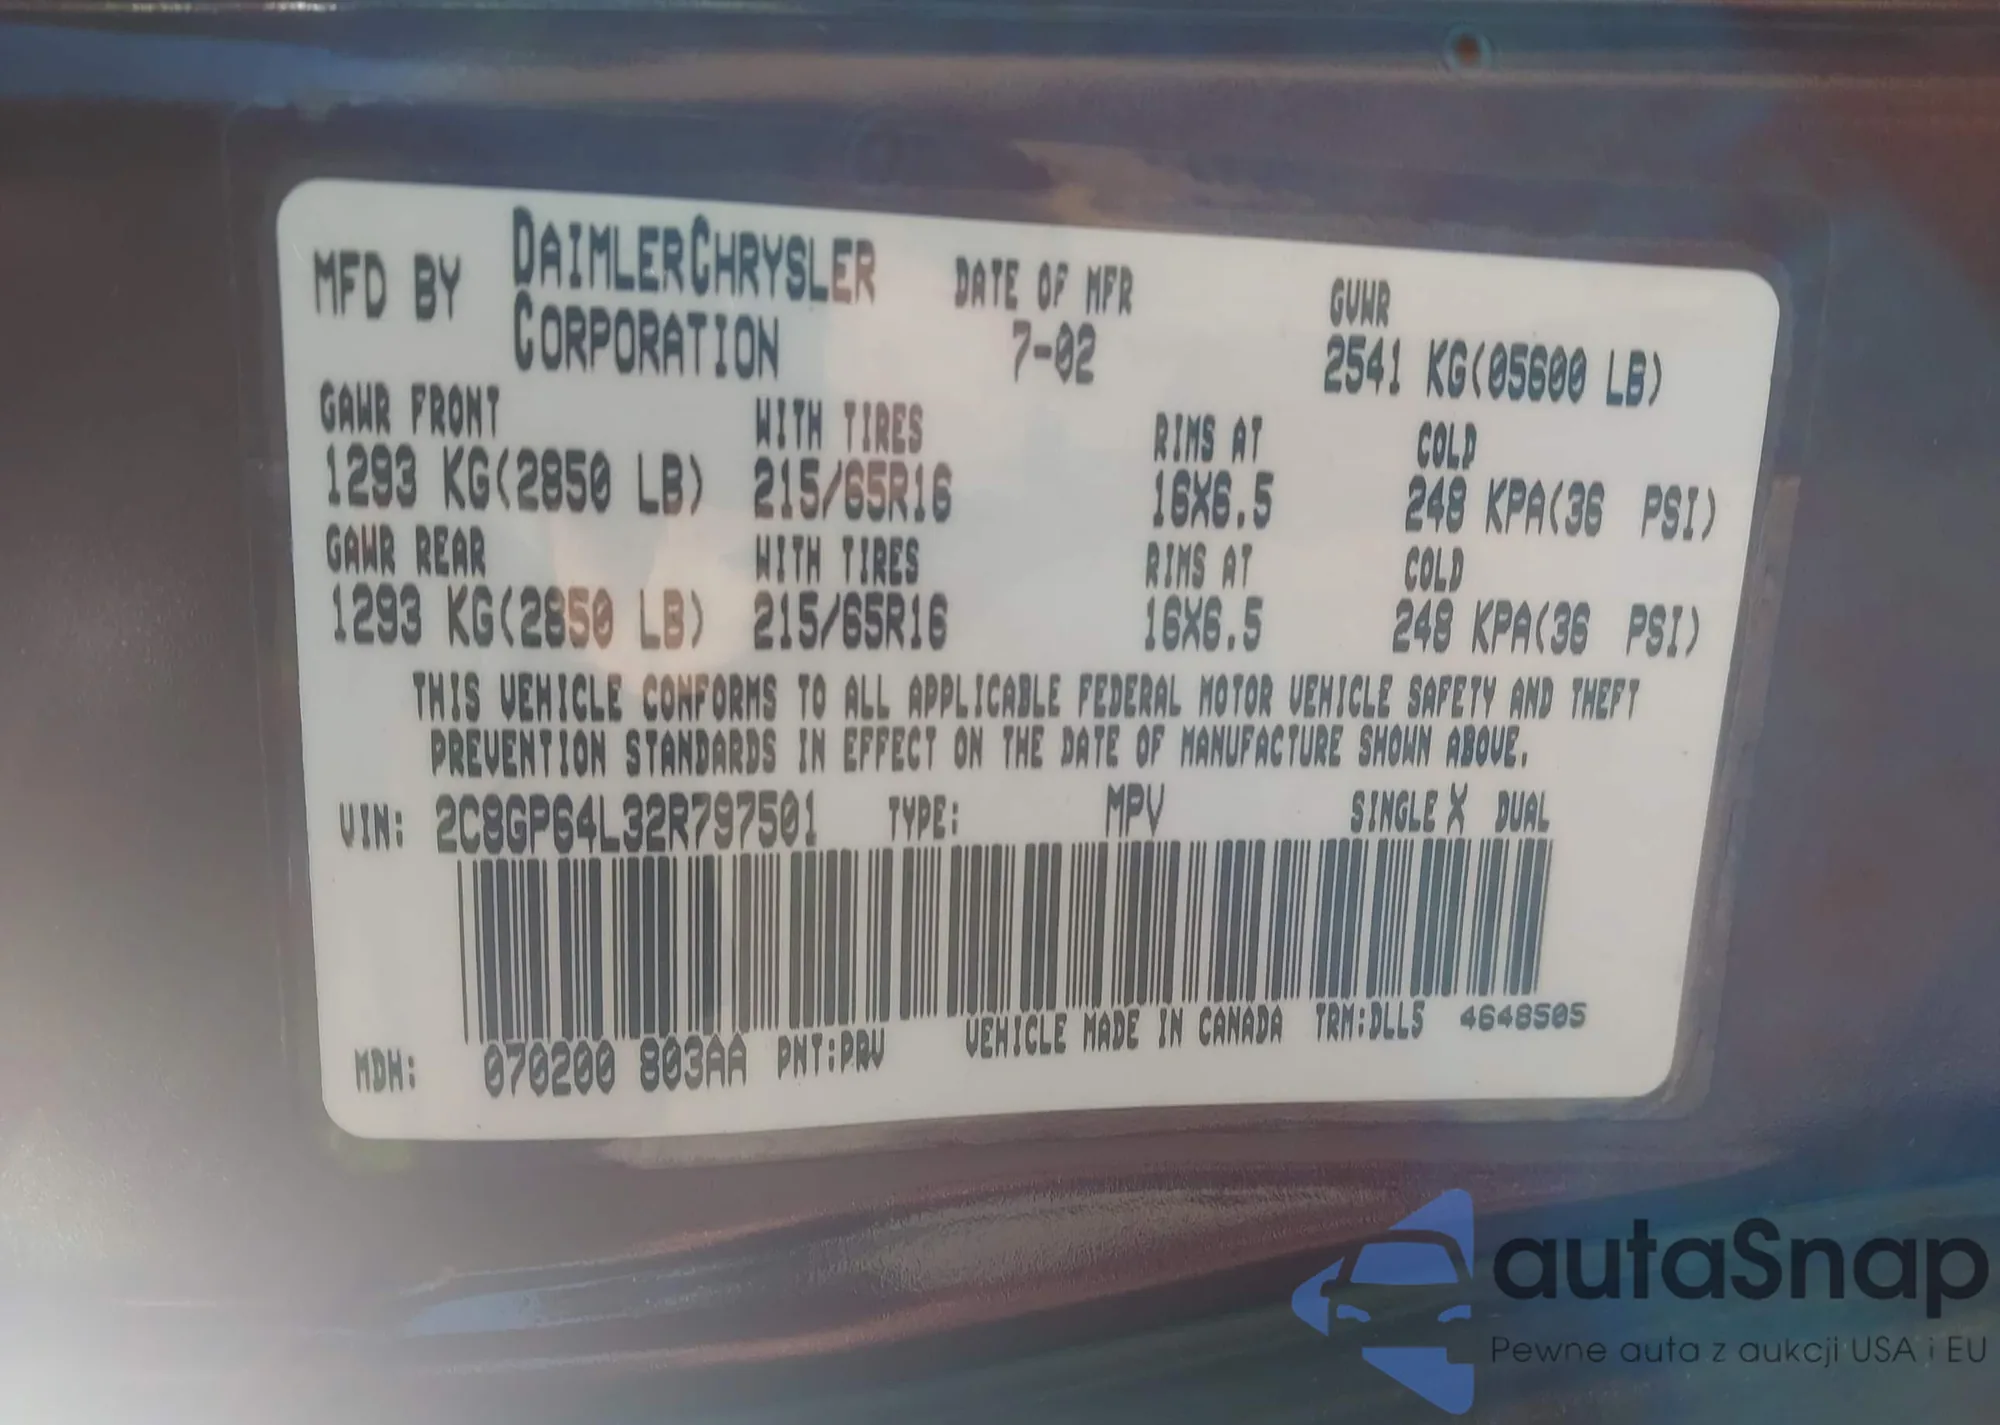 MFD BY DAIMLERCHRYSLER CORPORATION DATE OF MFR 7-02 GVWR 2541 KG(05600 LB)
GAWR FRONT WITH TIRES RIMS AT COLD
1293 KG(2850 LB) 215/65R16 16X6.5 248 KPA(36 PSI)
GAWR REAR WITH TIRES RIMS AT COLD
1293 KG(2850 LB) 215/65R16 16X6.5 248 KPA(36 PSI)
THIS VEHICLE CONFORMS TO ALL APPLICABLE FEDERAL MOTOR VEHICLE SAFETY AND THEFT
PREVENTION STANDARDS IN EFFECT ON THE DATE OF MANUFACTURE SHOWN ABOVE.
VIN: 2C8GP64L32R797501 TYPE: MPV SINGLE X DUAL
MDH: 070200 803AA PNT:PRV VEHICLE MADE IN CANADA TRM:DLL5 4648505
autaSnap
Pewne auta z aukcji USA i EU